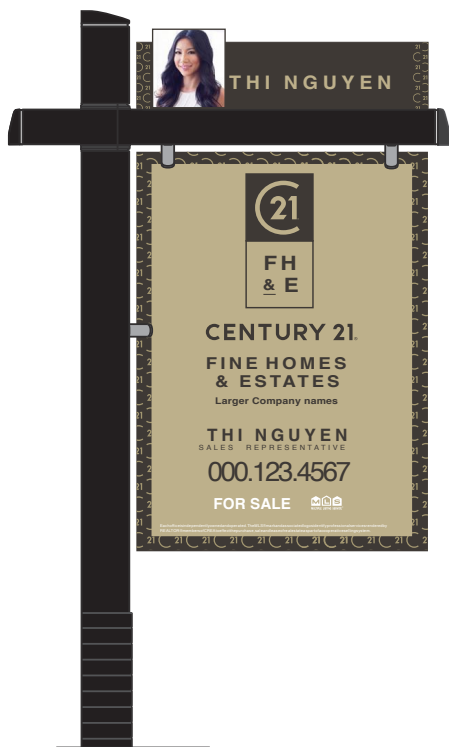 THI NGUYEN
21
FH
& E
CENTURY 21®
FINE HOMES
& ESTATES
Larger Company names
THI NGUYEN
SALES REPRESENTATIVE
000.123.4567
FOR SALE
MLS